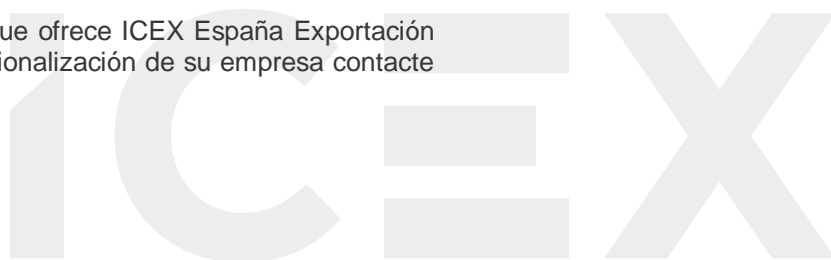 ue ofrece ICEX España Exportación
ionalización de su empresa contacte
ICEX